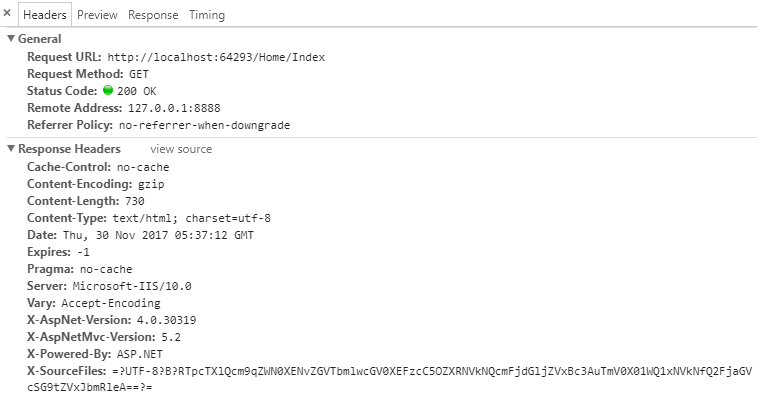 × Headers Preview Response Timing
▼ General
Request URL: http://localhost:64293/Home/Index
Request Method: GET
Status Code: 200 OK
Remote Address: 127.0.0.1:8888
Referrer Policy: no-referrer-when-downgrade
▼ Response Headers view source
Cache-Control: no-cache
Content-Encoding: gzip
Content-Length: 730
Content-Type: text/html; charset=utf-8
Date: Thu, 30 Nov 2017 05:37:12 GMT
Expires: -1
Pragma: no-cache
Server: Microsoft-IIS/10.0
Vary: Accept-Encoding
X-AspNet-Version: 4.0.30319
X-AspNetMvc-Version: 5.2
X-Powered-By: ASP.NET
X-SourceFiles: =?UTF-8?B?RTpcTXlQcm9qZWN0XENvZGVTbmlwcGV0XEFzcC5OZXRNVkNQcmFjdGljZVxBc3AuTmV0X01WQ1xNVkNfQ2FjaGV
cSG9tZVxJbmRleA==?=